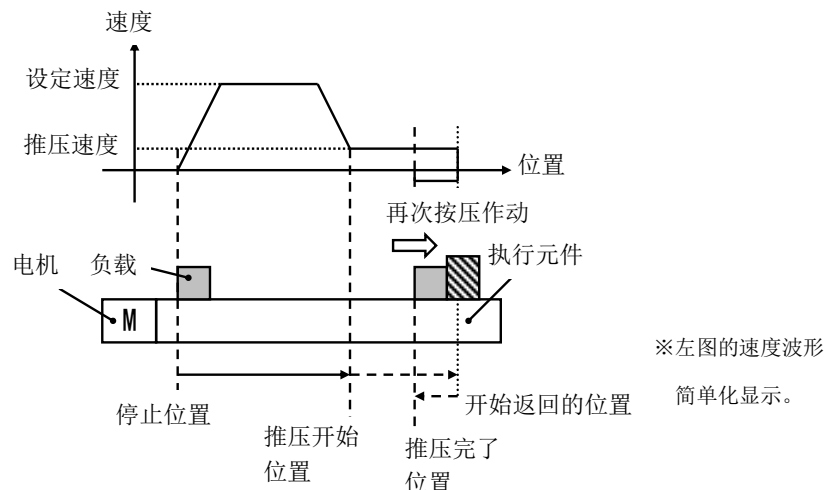 速度
设定速度
推压速度
位置
再次按压作动
电机
负载
执行元件
M
※左图的速度波形
简单化显示。
停止位置
开始返回的位置
推压开始
位置
推压完了
位置